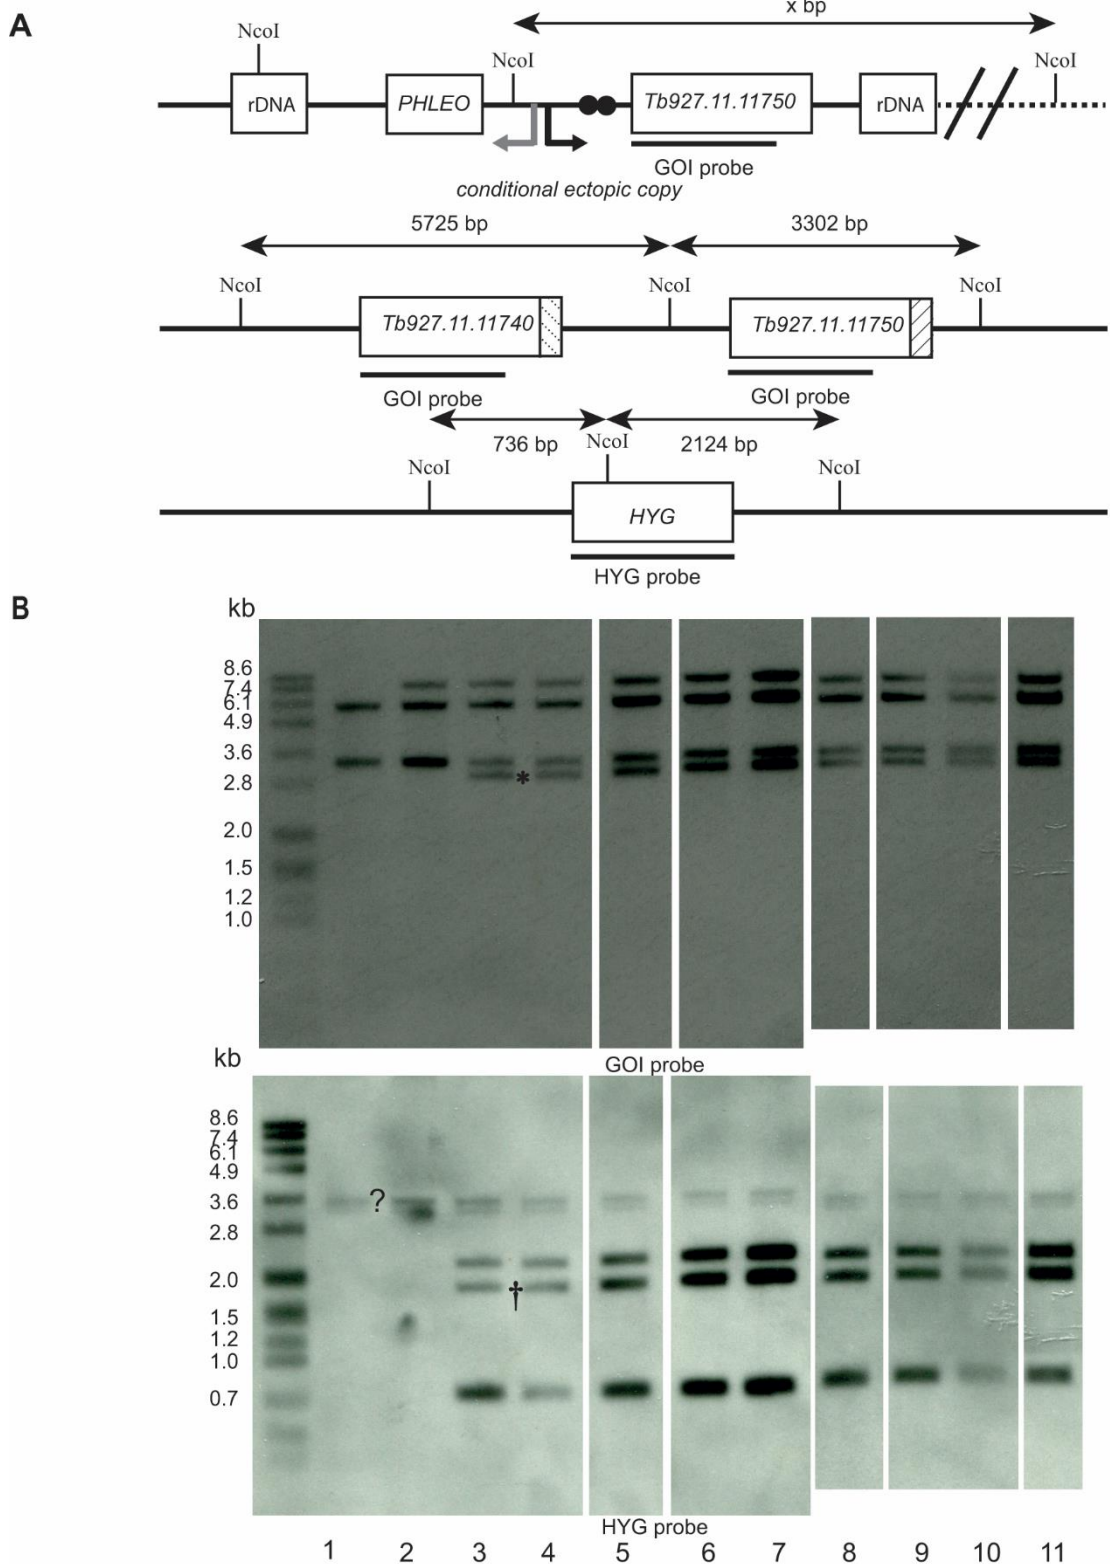 A
x bp
NcoI
NcoI
NcoI
rDNA
PHLEO
Tb927.11.11750
rDNA
GOI probe
conditional ectopic copy
5725 bp
3302 bp
NcoI
NcoI
NcoI
Tb927.11.11740
Tb927.11.11750
GOI probe
GOI probe
736 bp
2124 bp
NcoI
NcoI
NcoI
HYG
HYG probe
B
kb
8.6
7.4
6.1
4.9
3.6
2.8
2.0
1.5
1.2
1.0
*
GOI probe
kb
8.6
7.4
6.1
4.9
3.6
2.8
2.0
1.5
1.2
1.0
0.7
?
†
HYG probe
1 2 3 4 5 6 7 8 9 10 11